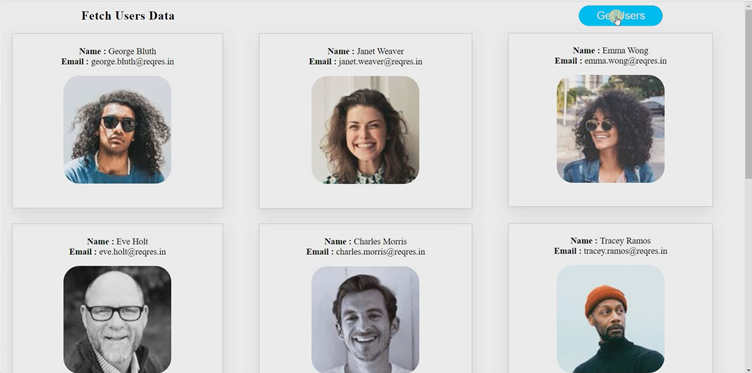 Fetch Users Data
Get Users
Name : George Bluth
Email : george.bluth@reqres.in
Name : Janet Weaver
Email : janet.weaver@reqres.in
Name : Emma Wong
Email : emma.wong@reqres.in
Name : Eve Holt
Email : eve.holt@reqres.in
Name : Charles Morris
Email : charles.morris@reqres.in
Name : Tracey Ramos
Email : tracey.ramos@reqres.in